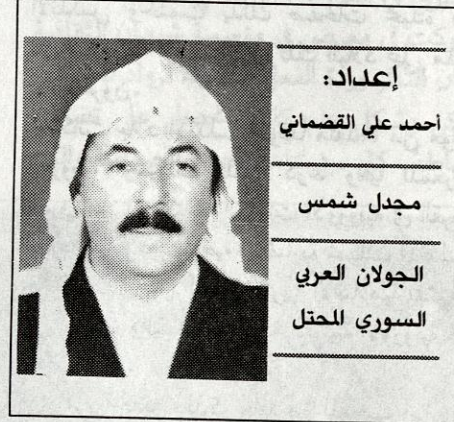 إعداد:
أحمد علي القضماني
مجدل شمس
الجولان العربي
السوري المحتل